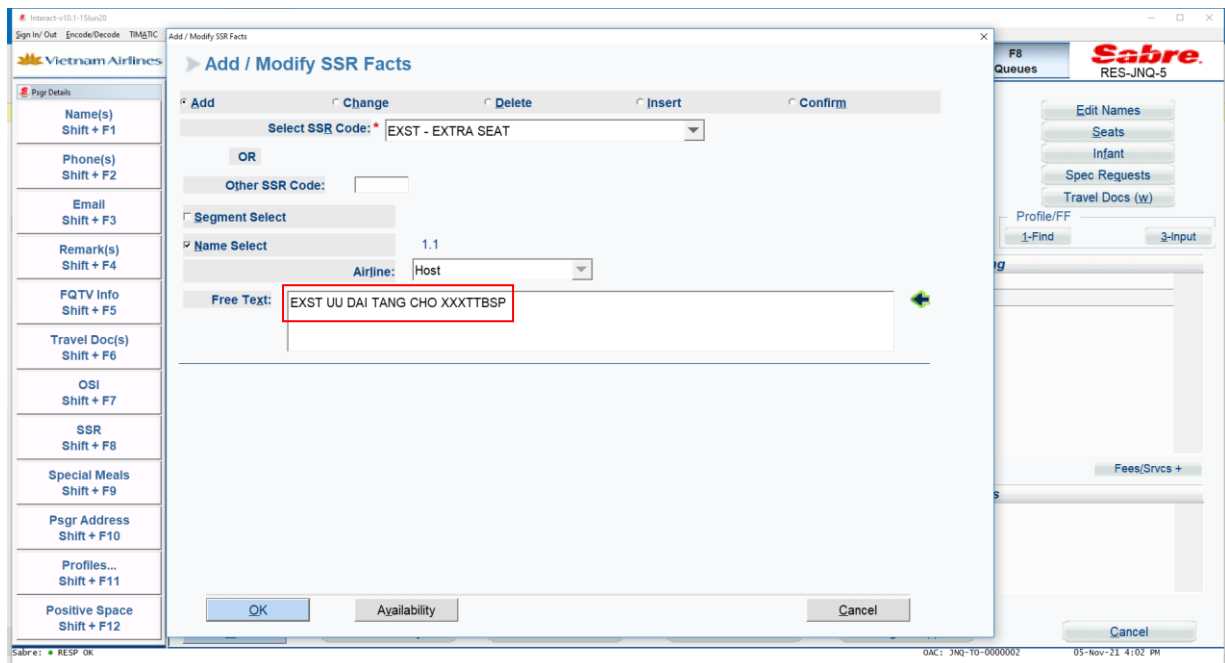 Interact-v10.1-15Jun20
Sign In/ Out Encode/Decode TIMATIC
Vietnam Airlines
F8
Queues
Sabre.
RES-JNQ-5
Psgr Details
Name(s)
Shift + F1
Phone(s)
Shift + F2
Email
Shift + F3
Remark(s)
Shift + F4
FQTV Info
Shift + F5
Travel Doc(s)
Shift + F6
OSI
Shift + F7
SSR
Shift + F8
Special Meals
Shift + F9
Psgr Address
Shift + F10
Profiles...
Shift + F11
Positive Space
Shift + F12
Add / Modify SSR Facts
Add / Modify SSR Facts
Add Change Delete Insert Confirm
Select SSR Code: * EXST - EXTRA SEAT
OR
Other SSR Code:
Segment Select
Name Select 1.1
Airline: Host
Free Text: EXST UU DAI TANG CHO XXXTTBSP
OK Availability Cancel
Edit Names
Seats
Infant
Spec Requests
Travel Docs (w)
Profile/FF
1-Find 3-Input
Fees/Srvcs +
Cancel
Sabre: RESP OK
OAC: JNQ-TO-0000002 05-Nov-21 4:02 PM